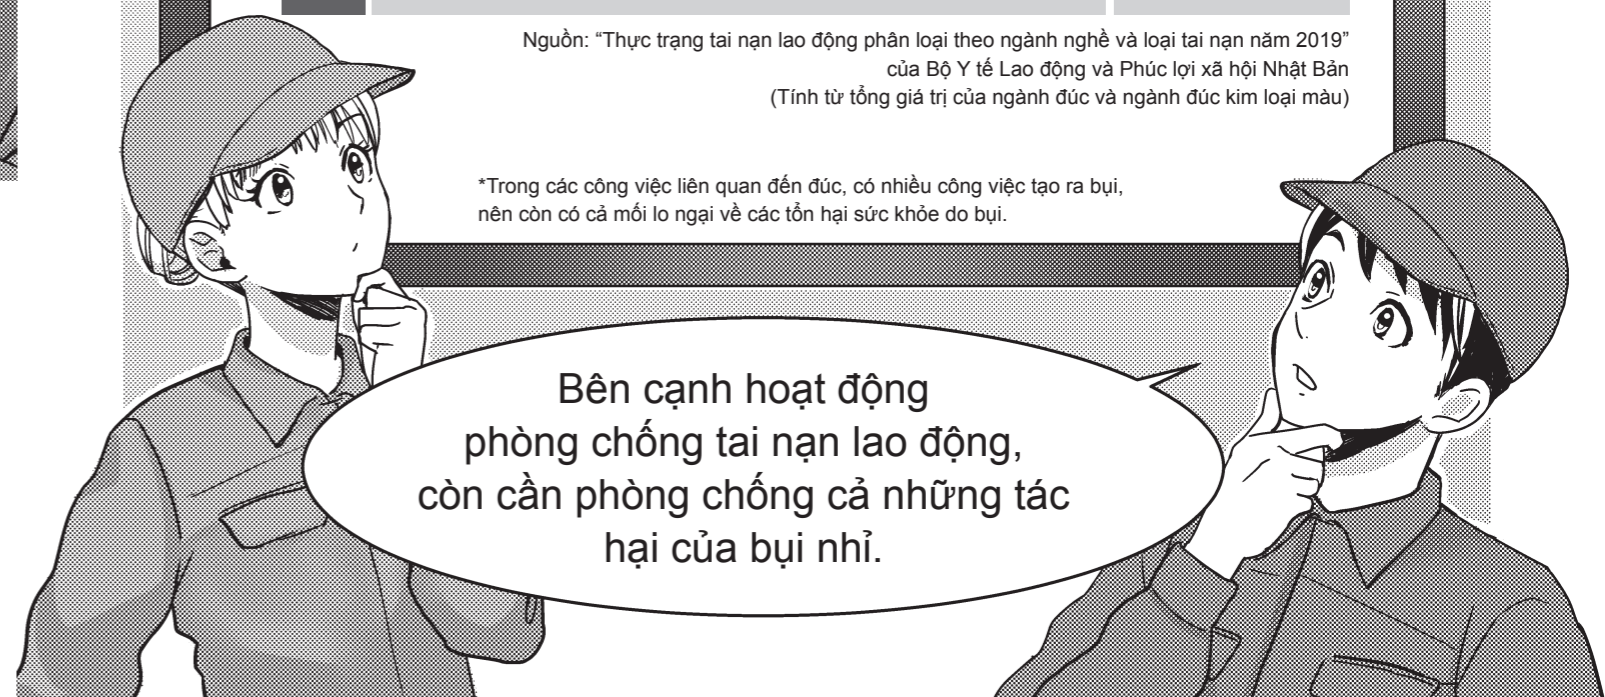 Nguồn: “Thực trạng tai nạn lao động phân loại theo ngành nghề và loại tai nạn năm 2019”
của Bộ Y tế Lao động và Phúc lợi xã hội Nhật Bản
(Tính từ tổng giá trị của ngành đúc và ngành đúc kim loại màu)
*Trong các công việc liên quan đến đúc, có nhiều công việc tạo ra bụi,
nên còn có cả mối lo ngại về các tổn hại sức khỏe do bụi.
Bên cạnh hoạt động
phòng chống tai nạn lao động,
còn cần phòng chống cả những tác
hại của bụi nhỉ.